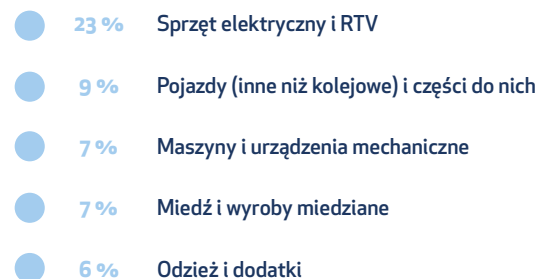 23 % Sprzęt elektryczny i RTV
9 % Pojazdy (inne niż kolejowe) i części do nich
7 % Maszyny i urządzenia mechaniczne
7 % Miedź i wyroby miedziane
6 % Odzież i dodatki